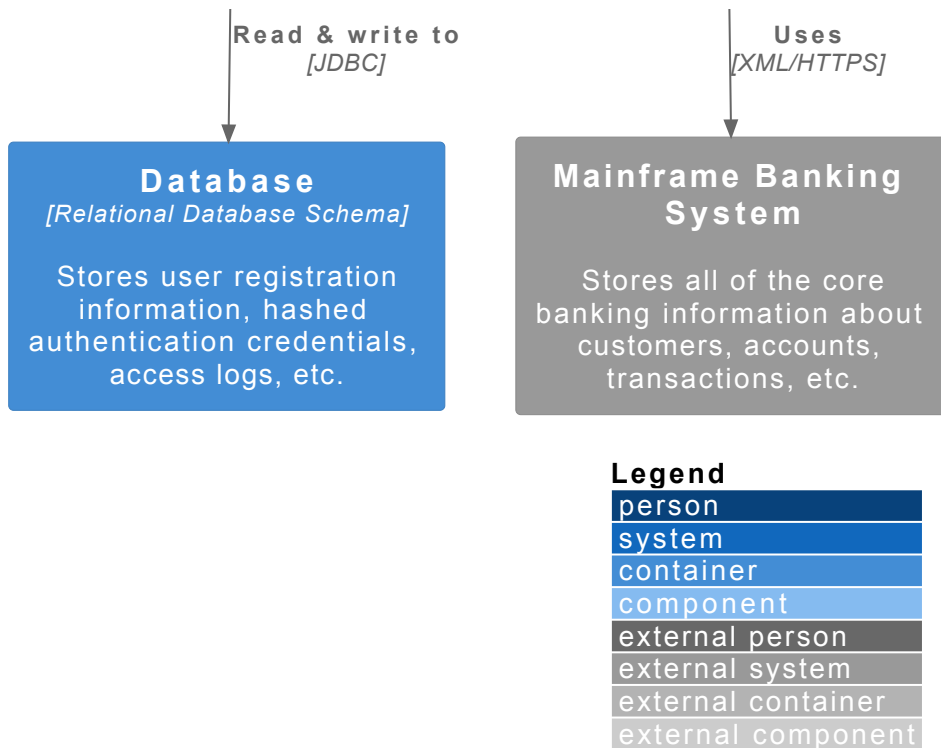 Read & write to
[JDBC]
Uses
[XML/HTTPS]
Database
[Relational Database Schema]
Stores user registration
information, hashed
authentication credentials,
access logs, etc.
Mainframe Banking
System
Stores all of the core
banking information about
customers, accounts,
transactions, etc.
Legend
person
system
container
component
external person
external system
external container
external component